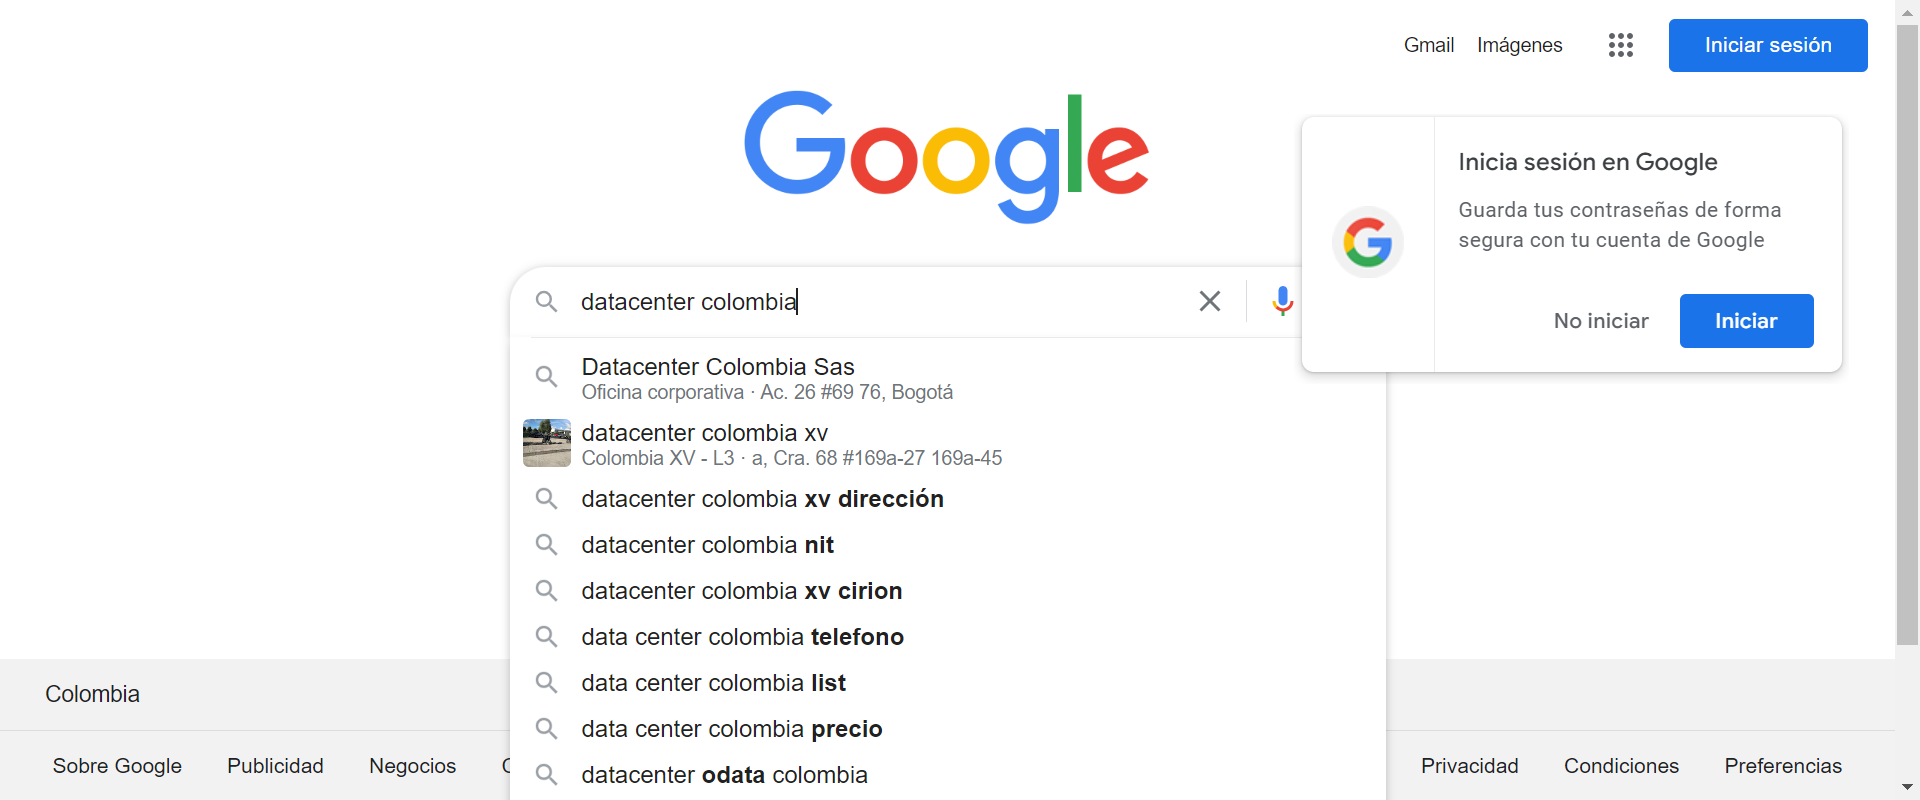 Gmail
Imágenes
Iniciar sesión
Google
Inicia sesión en Google
Guarda tus contraseñas de forma
segura con tu cuenta de Google
No iniciar
Iniciar
datacenter colombia
Datacenter Colombia Sas
Oficina corporativa · Ac. 26 #69 76, Bogotá
datacenter colombia xv
Colombia XV - L3 · a, Cra. 68 #169a-27 169a-45
datacenter colombia xv dirección
datacenter colombia nit
datacenter colombia xv cirion
data center colombia telefono
data center colombia list
data center colombia precio
datacenter odata colombia
Colombia
Sobre Google
Publicidad
Negocios
Privacidad
Condiciones
Preferencias